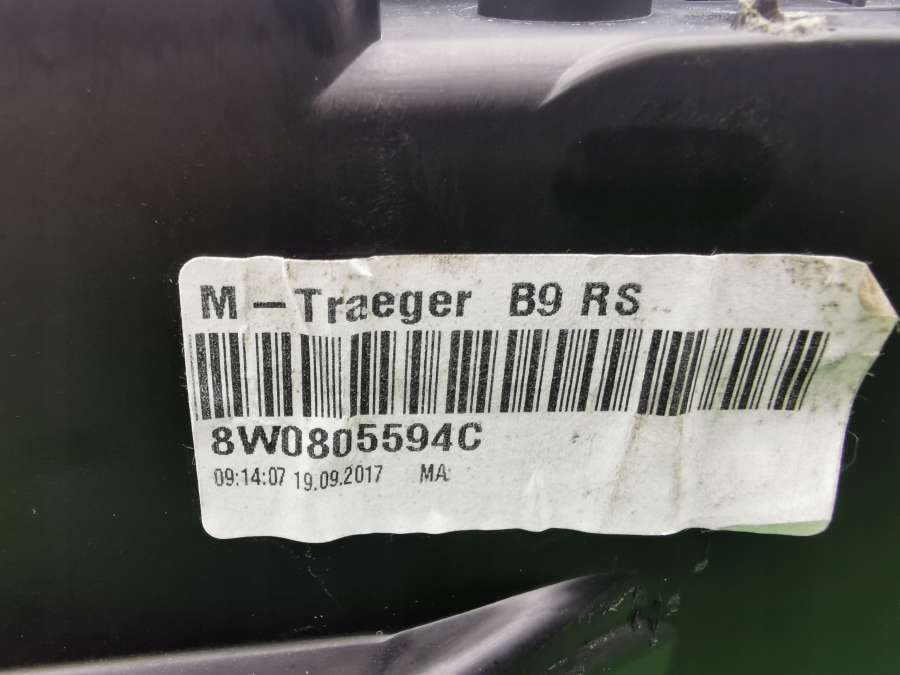 M – Traeger B9 RS
8W0805594C
09:14:07 19.09.2017 MA